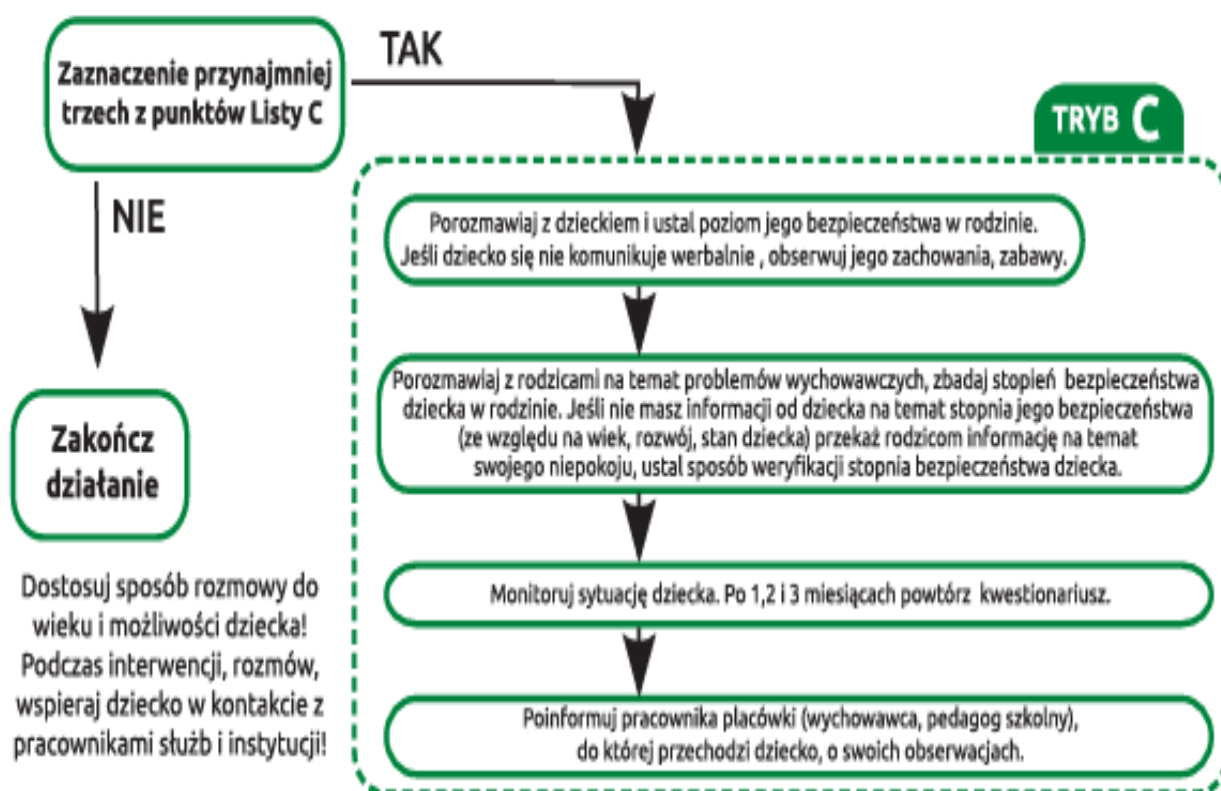 Zaznaczenie przynajmniej
trzech z punktów Listy C
TAK
NIE
Zakończ
działanie
Dostosuj sposób rozmowy do
wieku i możliwości dziecka!
Podczas interwencji, rozmów,
wspieraj dziecko w kontakcie z
pracownikami służb i instytucji!
TRYB C
Porozmawiaj z dzieckiem i ustal poziom jego bezpieczeństwa w rodzinie.
Jeśli dziecko się nie komunikuje werbalnie , obserwuj jego zachowania, zabawy.
Porozmawiaj z rodzicami na temat problemów wychowawczych, zbadaj stopień bezpieczeństwa
dziecka w rodzinie. Jeśli nie masz informacji od dziecka na temat stopnia jego bezpieczeństwa
(ze względu na wiek, rozwój, stan dziecka) przekaż rodzicom informację na temat
swojego niepokoju, ustal sposób weryfikacji stopnia bezpieczeństwa dziecka.
Monitoruj sytuację dziecka. Po 1,2 i 3 miesiącach powtórz kwestionariusz.
Poinformuj pracownika placówki (wychowawca, pedagog szkolny),
do której przechodzi dziecko, o swoich obserwacjach.